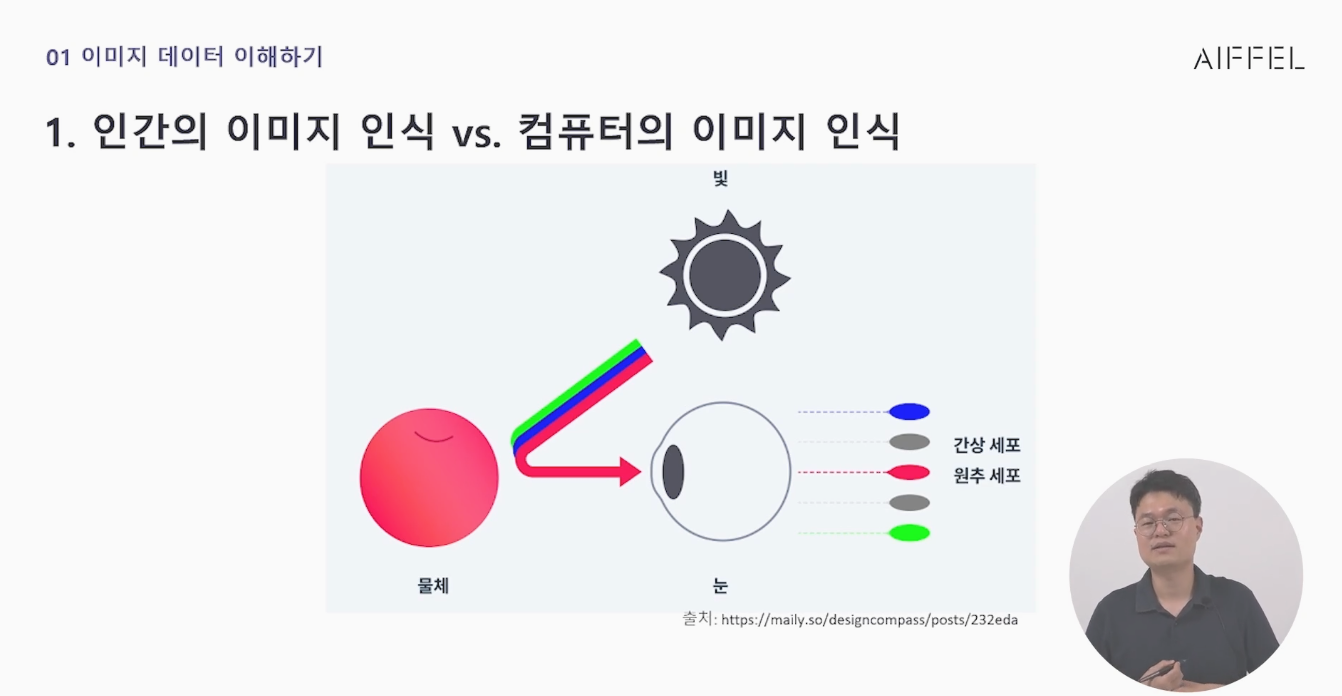 01 이미지 데이터 이해하기
AIFFEL
1. 인간의 이미지 인식 vs. 컴퓨터의 이미지 인식
빛
간상 세포
원추 세포
물체
눈
출처: https://maily.so/designcompass/posts/232eda